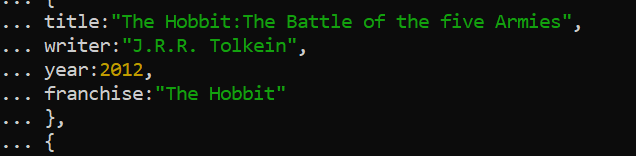 ... {
... title:"The Hobbit:The Battle of the five Armies",
... writer:"J.R.R. Tolkein",
... year:2012,
... franchise:"The Hobbit"
... },
... {